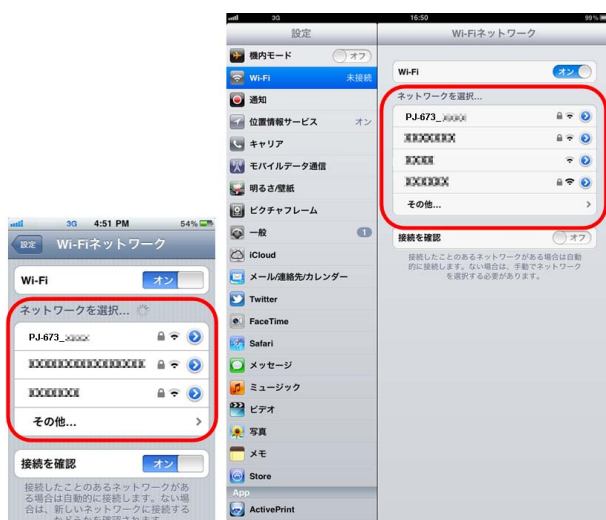 3G 4:51 PM 54%
設定 Wi-Fiネットワーク
Wi-Fi オン
ネットワークを選択...
PJ-673_
その他...
接続を確認 オン
接続したことのあるネットワークがあ
る場合は自動的に接続します。ない場
合は、新しいネットワークに接続する
かどうかを確認されます。
3G 16:50 99%
設定
機内モード オフ
Wi-Fi 未接続
通知
位置情報サービス オン
キャリア
モバイルデータ通信
明るさ/壁紙
ピクチャフレーム
一般 1
iCloud
メール/連絡先/カレンダー
Twitter
FaceTime
Safari
メッセージ
ミュージック
ビデオ
写真
メモ
Store
App
ActivePrint
Wi-Fiネットワーク
Wi-Fi オン
ネットワークを選択...
PJ-673_
その他...
接続を確認 オフ
接続したことのあるネットワークがある場合は自動
的に接続します。ない場合は、手動でネットワーク
を選択する必要があります。